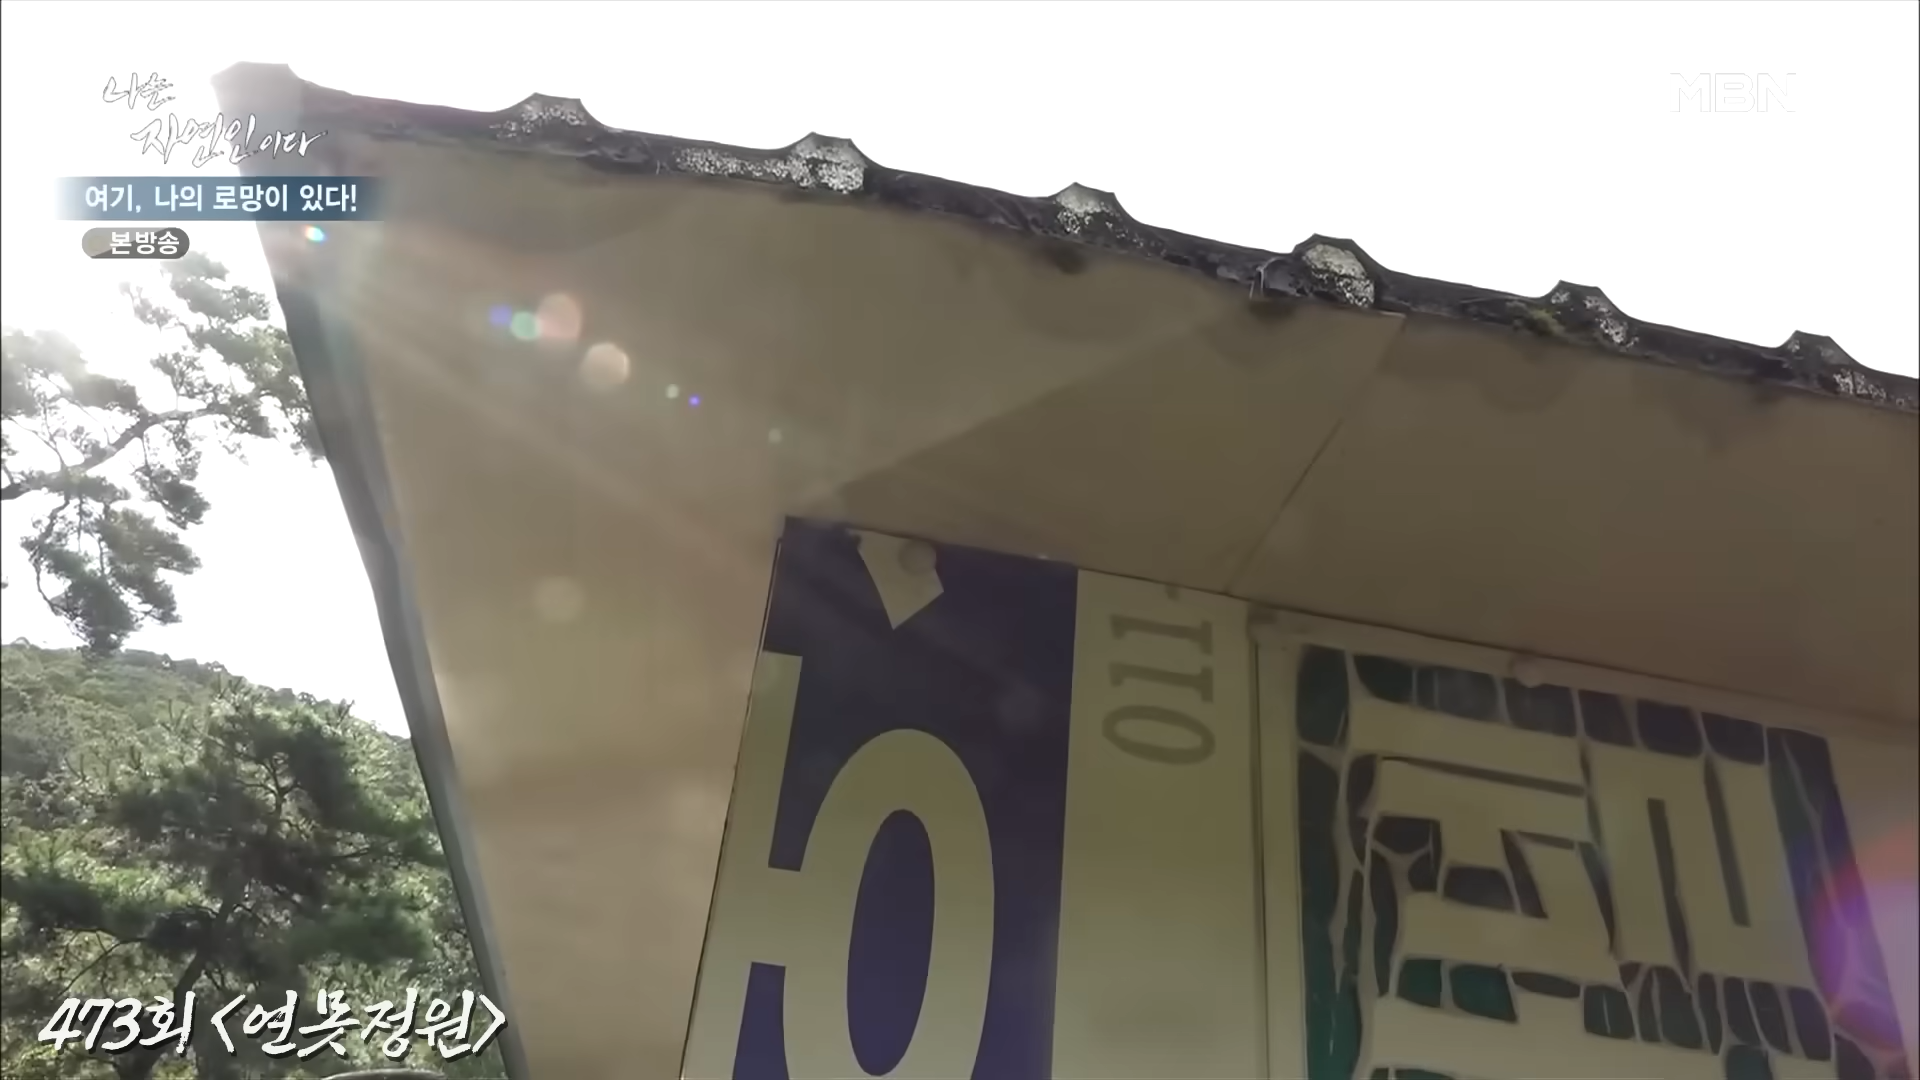 나는
자연인이다
MBN
여기, 나의 로망이 있다!
본방송
011
473회 <연못정원>